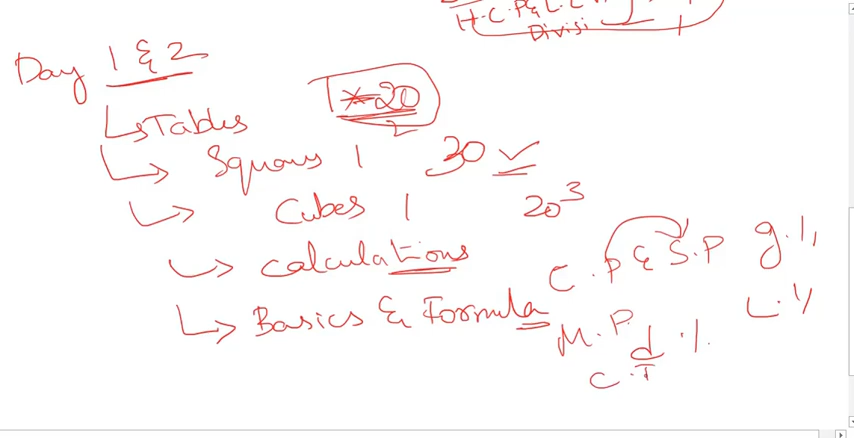 H.C.F & L.C.M
Divisi
Day 1 & 2
Tables 20
Squares 1 30
Cubes 1 20³
Calculations
C.P & S.P g.%
Basics & Formula
L.%
M.P.
d.%
C.I